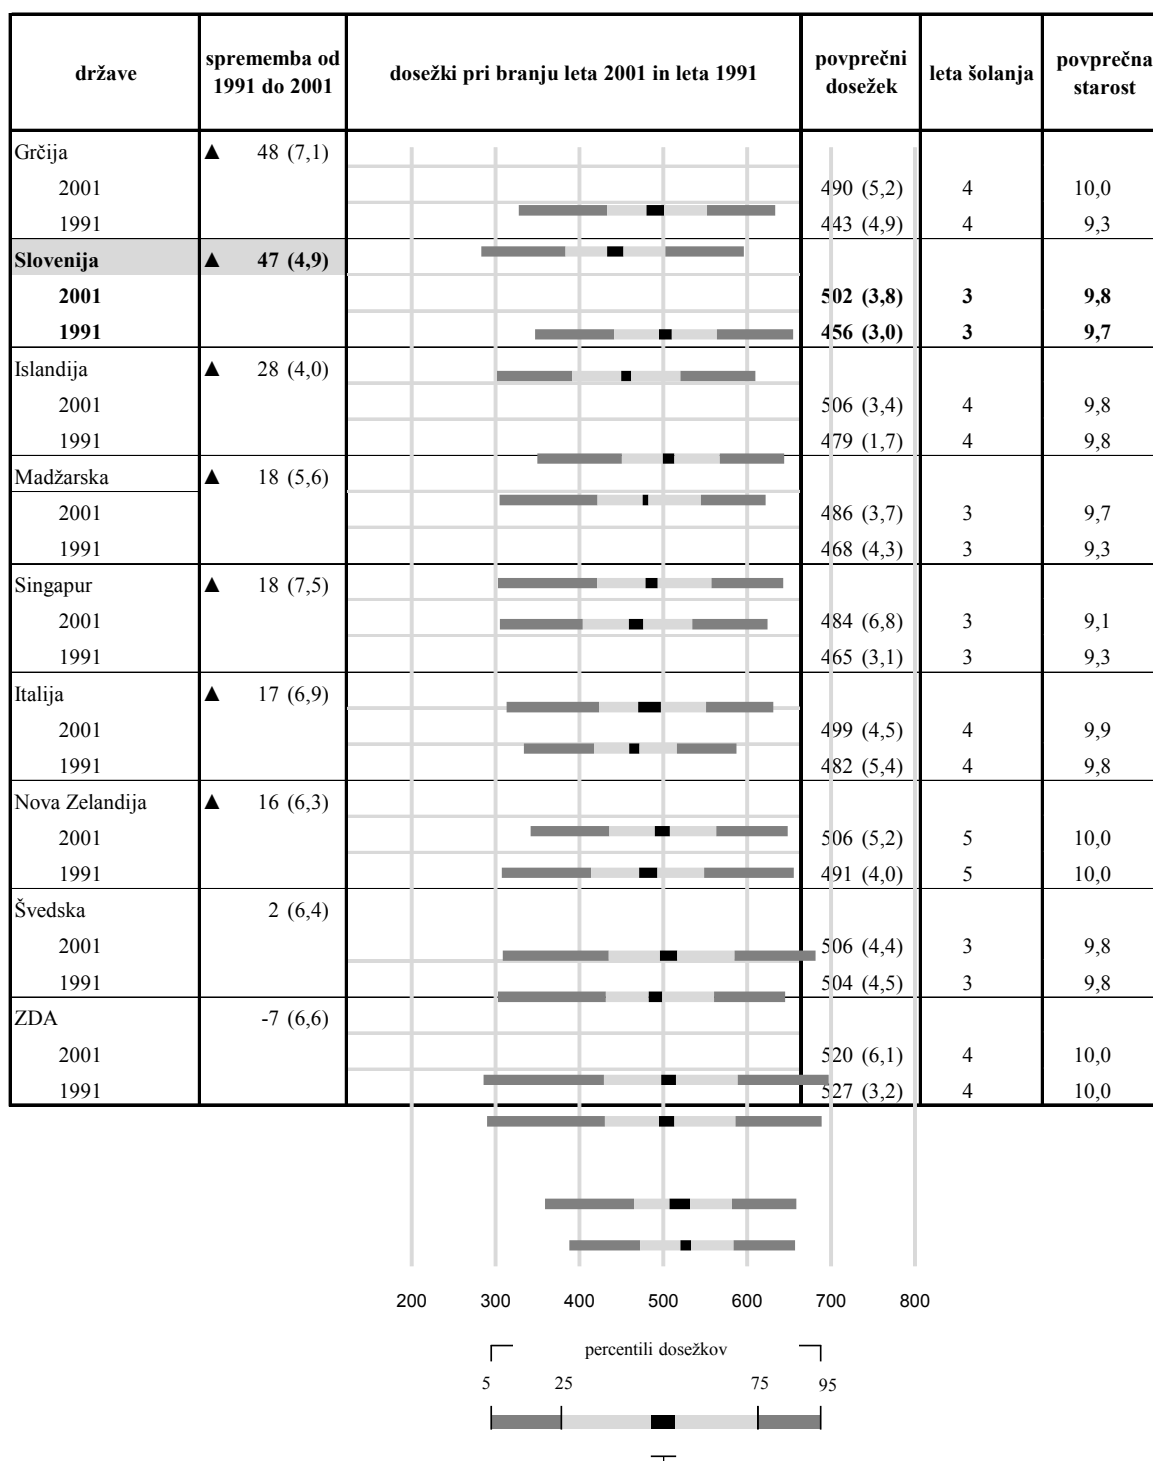 države sprememba od 1991 do 2001 dosežki pri branju leta 2001 in leta 1991 povprečni dosežek leta šolanja povprečna starost
Grčija ▲ 48 (7,1)
2001 490 (5,2) 4 10,0
1991 443 (4,9) 4 9,3
Slovenija ▲ 47 (4,9)
2001 502 (3,8) 3 9,8
1991 456 (3,0) 3 9,7
Islandija ▲ 28 (4,0)
2001 506 (3,4) 4 9,8
1991 479 (1,7) 4 9,8
Madžarska ▲ 18 (5,6)
2001 486 (3,7) 3 9,7
1991 468 (4,3) 3 9,3
Singapur ▲ 18 (7,5)
2001 484 (6,8) 3 9,1
1991 465 (3,1) 3 9,3
Italija ▲ 17 (6,9)
2001 499 (4,5) 4 9,9
1991 482 (5,4) 4 9,8
Nova Zelandija ▲ 16 (6,3)
2001 506 (5,2) 5 10,0
1991 491 (4,0) 5 10,0
Švedska 2 (6,4)
2001 506 (4,4) 3 9,8
1991 504 (4,5) 3 9,8
ZDA -7 (6,6)
2001 520 (6,1) 4 10,0
1991 527 (3,2) 4 10,0
200 300 400 500 600 700 800
percentili dosežkov
5 25 75 95